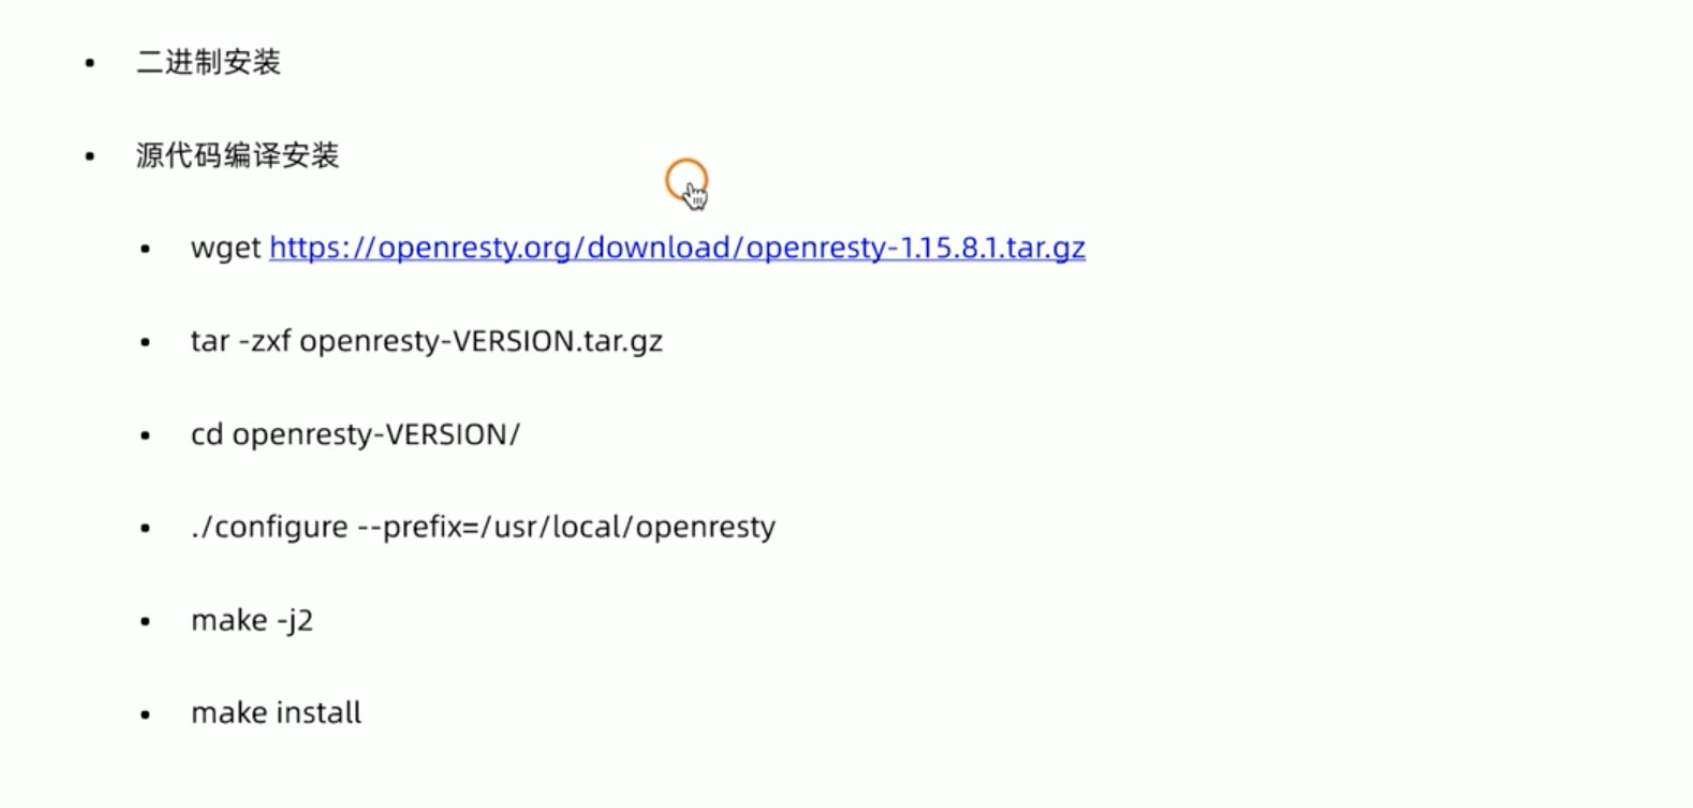 • 二进制安装
• 源代码编译安装
• wget https://openresty.org/download/openresty-1.15.8.1.tar.gz
• tar -zxf openresty-VERSION.tar.gz
• cd openresty-VERSION/
• ./configure --prefix=/usr/local/openresty
• make -j2
• make install